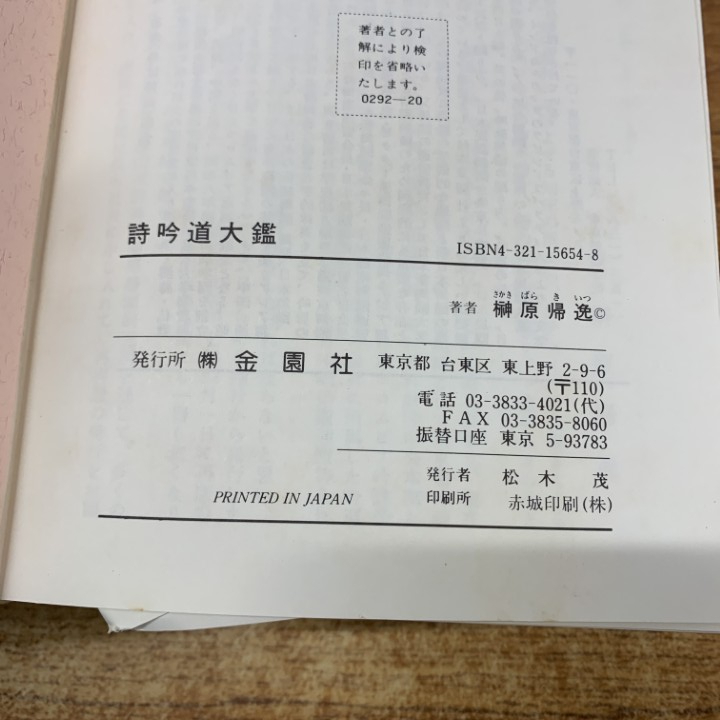 著者との了
解により検
印を省略い
たします。
0292—20
詩吟道大鑑 ISBN4-321-15654-8
さかき ばら き いつ
著者 榊原帰逸©
発行所 ㈱ 金園社 東京都 台東区 東上野 2-9-6
(〒110)
電話 03-3833-4021(代)
FAX 03-3835-8060
振替口座 東京 5-93783
発行者 松木 茂
PRINTED IN JAPAN 印刷所 赤城印刷(株)